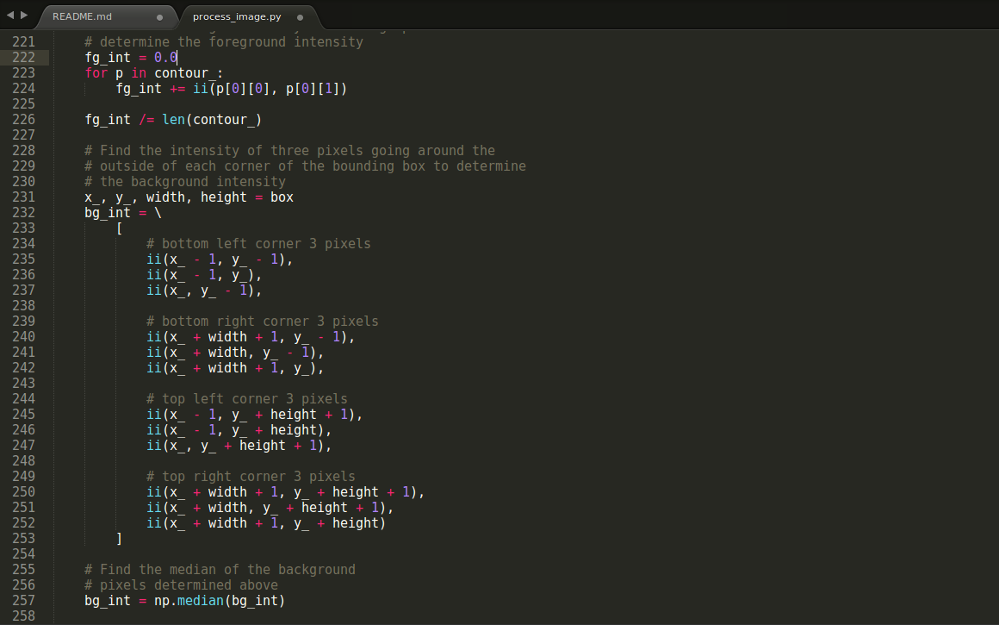 README.md
process_image.py
221 # determine the foreground intensity
222 fg_int = 0.0
223 for p in contour_:
224 fg_int += ii(p[0][0], p[0][1])
225
226 fg_int /= len(contour_)
227
228 # Find the intensity of three pixels going around the
229 # outside of each corner of the bounding box to determine
230 # the background intensity
231 x_, y_, width, height = box
232 bg_int = \
233 [
234 # bottom left corner 3 pixels
235 ii(x_ - 1, y_ - 1),
236 ii(x_ - 1, y_),
237 ii(x_, y_ - 1),
238
239 # bottom right corner 3 pixels
240 ii(x_ + width + 1, y_ - 1),
241 ii(x_ + width, y_ - 1),
242 ii(x_ + width + 1, y_),
243
244 # top left corner 3 pixels
245 ii(x_ - 1, y_ + height + 1),
246 ii(x_ - 1, y_ + height),
247 ii(x_, y_ + height + 1),
248
249 # top right corner 3 pixels
250 ii(x_ + width + 1, y_ + height + 1),
251 ii(x_ + width, y_ + height + 1),
252 ii(x_ + width + 1, y_ + height)
253 ]
254
255 # Find the median of the background
256 # pixels determined above
257 bg_int = np.median(bg_int)
258